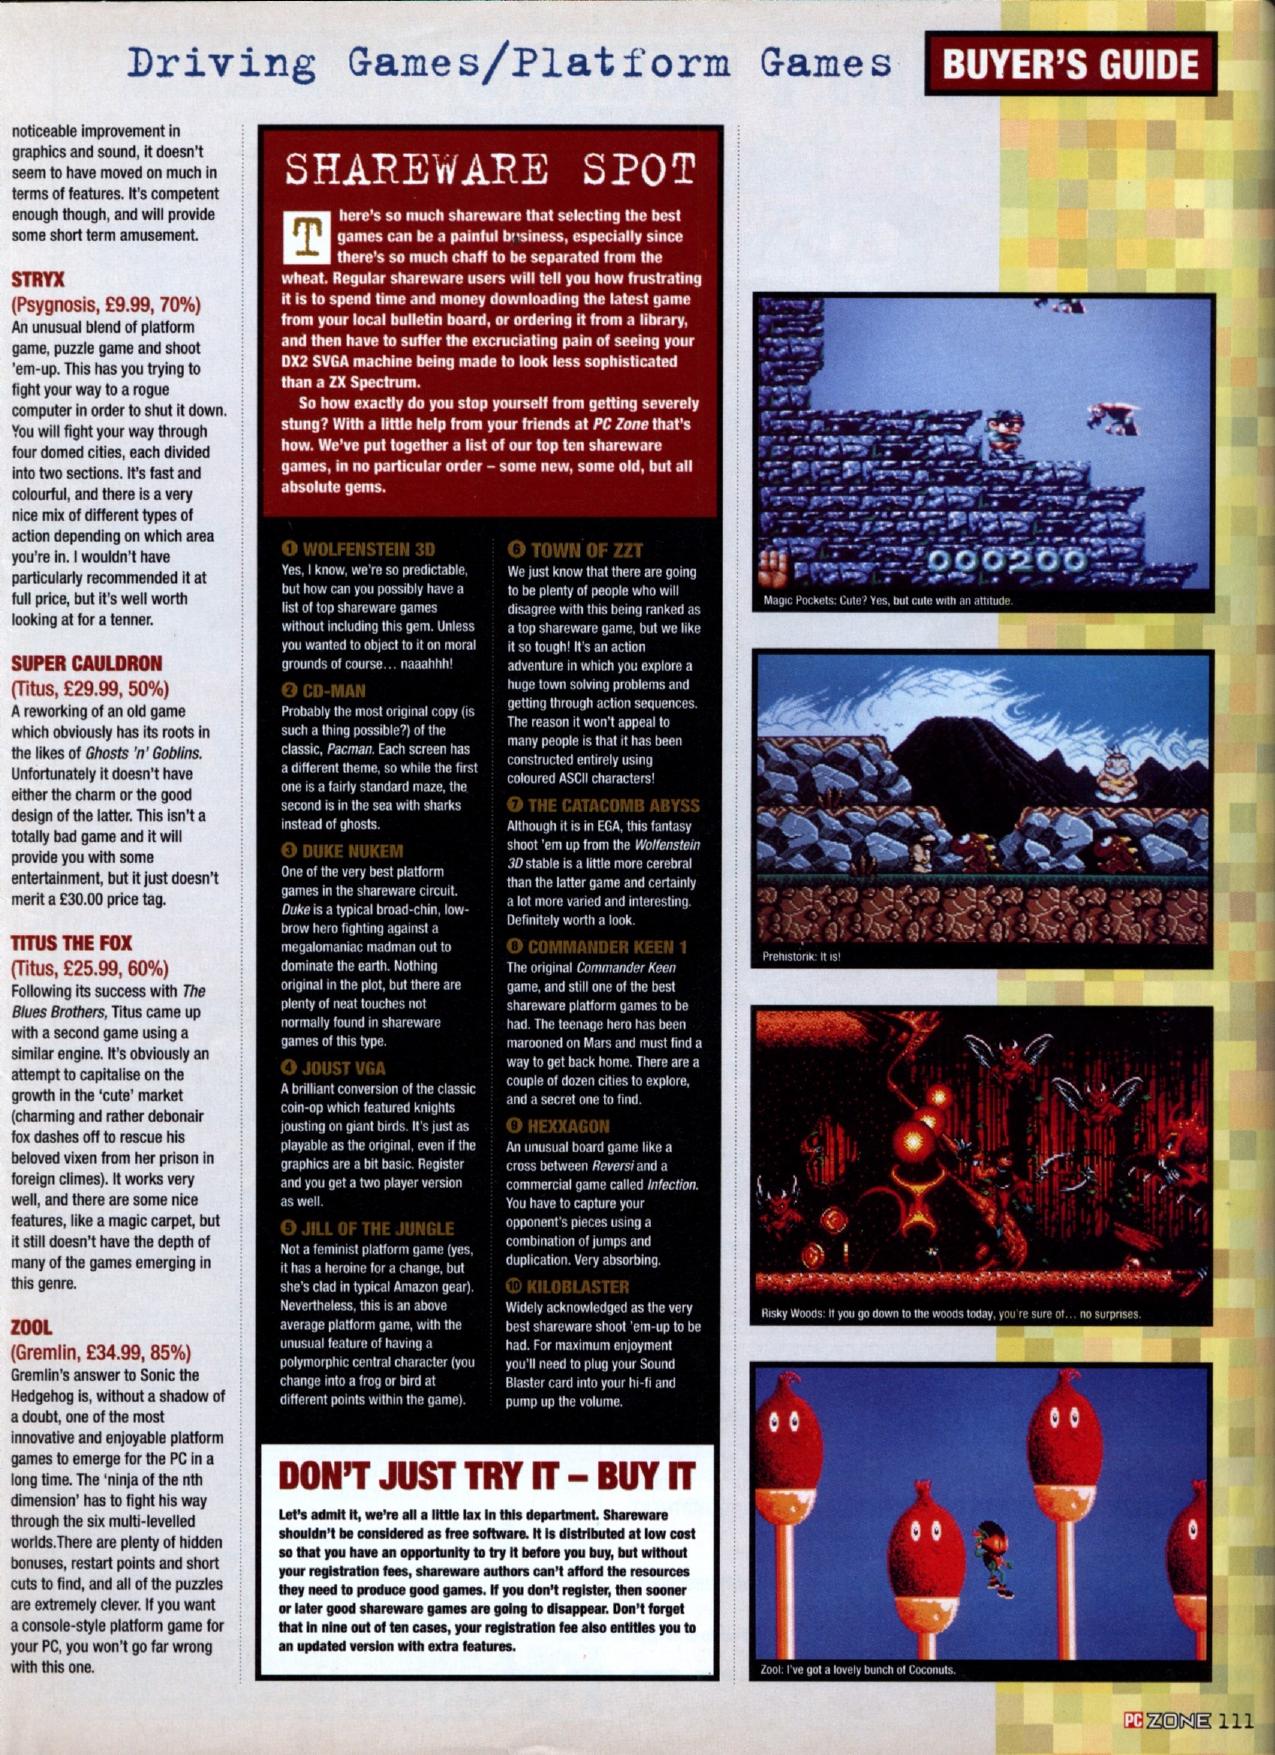 Driving Games/Platform Games
BUYER'S GUIDE
noticeable improvement in
graphics and sound, it doesn't
seem to have moved on much in
terms of features. It's competent
enough though, and will provide
some short term amusement.
STRYX
(Psygnosis, £9.99, 70%)
An unusual blend of platform
game, puzzle game and shoot
'em-up. This has you trying to
fight your way to a rogue
computer in order to shut it down.
You will fight your way through
four domed cities, each divided
into two sections. It's fast and
colourful, and there is a very
nice mix of different types of
action depending on which area
you're in. I wouldn't have
particularly recommended it at
full price, but it's well worth
looking at for a tenner.
SUPER CAULDRON
(Titus, £29.99, 50%)
A reworking of an old game
which obviously has its roots in
the likes of Ghosts 'n' Goblins.
Unfortunately it doesn't have
either the charm or the good
design of the latter. This isn't a
totally bad game and it will
provide you with some
entertainment, but it just doesn't
merit a £30.00 price tag.
TITUS THE FOX
(Titus, £25.99, 60%)
Following its success with The
Blues Brothers, Titus came up
with a second game using a
similar engine. It's obviously an
attempt to capitalise on the
growth in the 'cute' market
(charming and rather debonair
fox dashes off to rescue his
beloved vixen from her prison in
foreign climes). It works very
well, and there are some nice
features, like a magic carpet, but
it still doesn't have the depth of
many of the games emerging in
this genre.
ZOOL
(Gremlin, £34.99, 85%)
Gremlin's answer to Sonic the
Hedgehog is, without a shadow of
a doubt, one of the most
innovative and enjoyable platform
games to emerge for the PC in a
long time. The 'ninja of the nth
dimension' has to fight his way
through the six multi-levelled
worlds.There are plenty of hidden
bonuses, restart points and short
cuts to find, and all of the puzzles
are extremely clever. If you want
a console-style platform game for
your PC, you won't go far wrong
with this one.
SHAREWARE SPOT
There's so much shareware that selecting the best
games can be a painful business, especially since
there's so much chaff to be separated from the
wheat. Regular shareware users will tell you how frustrating
it is to spend time and money downloading the latest game
from your local bulletin board, or ordering it from a library,
and then have to suffer the excruciating pain of seeing your
DX2 SVGA machine being made to look less sophisticated
than a ZX Spectrum.
So how exactly do you stop yourself from getting severely
stung? With a little help from your friends at PC Zone that's
how. We've put together a list of our top ten shareware
games, in no particular order – some new, some old, but all
absolute gems.
1 WOLFENSTEIN 3D
Yes, I know, we're so predictable,
but how can you possibly have a
list of top shareware games
without including this gem. Unless
you wanted to object to it on moral
grounds of course... naaahhh!
2 CD-MAN
Probably the most original copy (is
such a thing possible?) of the
classic, Pacman. Each screen has
a different theme, so while the first
one is a fairly standard maze, the
second is in the sea with sharks
instead of ghosts.
3 DUKE NUKEM
One of the very best platform
games in the shareware circuit.
Duke is a typical broad-chin, low-
brow hero fighting against a
megalomaniac madman out to
dominate the earth. Nothing
original in the plot, but there are
plenty of neat touches not
normally found in shareware
games of this type.
4 JOUST VGA
A brilliant conversion of the classic
coin-op which featured knights
jousting on giant birds. It's just as
playable as the original, even if the
graphics are a bit basic. Register
and you get a two player version
as well.
5 JILL OF THE JUNGLE
Not a feminist platform game (yes,
it has a heroine for a change, but
she's clad in typical Amazon gear).
Nevertheless, this is an above
average platform game, with the
unusual feature of having a
polymorphic central character (you
change into a frog or bird at
different points within the game).
6 TOWN OF ZZT
We just know that there are going
to be plenty of people who will
disagree with this being ranked as
a top shareware game, but we like
it so tough! It's an action
adventure in which you explore a
huge town solving problems and
getting through action sequences.
The reason it won't appeal to
many people is that it has been
constructed entirely using
coloured ASCII characters!
7 THE CATACOMB ABYSS
Although it is in EGA, this fantasy
shoot 'em up from the Wolfenstein
3D stable is a little more cerebral
than the latter game and certainly
a lot more varied and interesting.
Definitely worth a look.
8 COMMANDER KEEN 1
The original Commander Keen
game, and still one of the best
shareware platform games to be
had. The teenage hero has been
marooned on Mars and must find a
way to get back home. There are a
couple of dozen cities to explore,
and a secret one to find.
9 HEXXAGON
An unusual board game like a
cross between Reversi and a
commercial game called Infection.
You have to capture your
opponent's pieces using a
combination of jumps and
duplication. Very absorbing.
10 KILOBLASTER
Widely acknowledged as the very
best shareware shoot 'em-up to be
had. For maximum enjoyment
you'll need to plug your Sound
Blaster card into your hi-fi and
pump up the volume.
DON'T JUST TRY IT – BUY IT
Let's admit it, we're all a little lax in this department. Shareware
shouldn't be considered as free software. It is distributed at low cost
so that you have an opportunity to try it before you buy, but without
your registration fees, shareware authors can't afford the resources
they need to produce good games. If you don't register, then sooner
or later good shareware games are going to disappear. Don't forget
that in nine out of ten cases, your registration fee also entitles you to
an updated version with extra features.
000200
Magic Pockets: Cute? Yes, but cute with an attitude.
Prehistorik: It is!
Risky Woods: If you go down to the woods today, you're sure of... no surprises.
Zool: I've got a lovely bunch of Coconuts.
PC ZONE 111